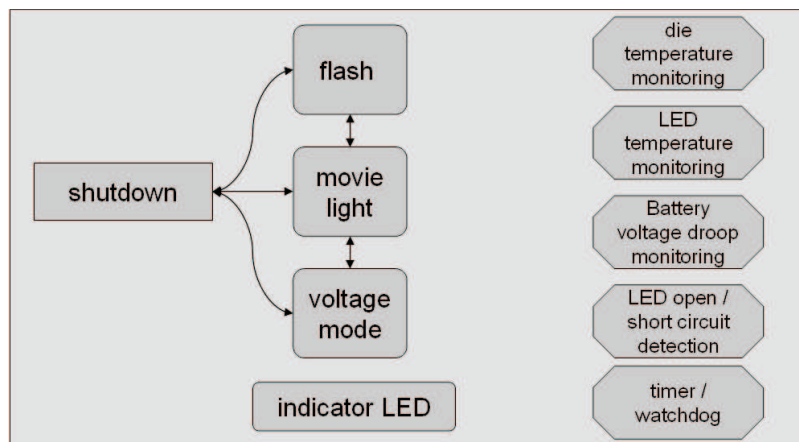 flash
shutdown
movie
light
voltage
mode
indicator LED
die
temperature
monitoring
LED
temperature
monitoring
Battery
voltage droop
monitoring
LED open /
short circuit
detection
timer /
watchdog